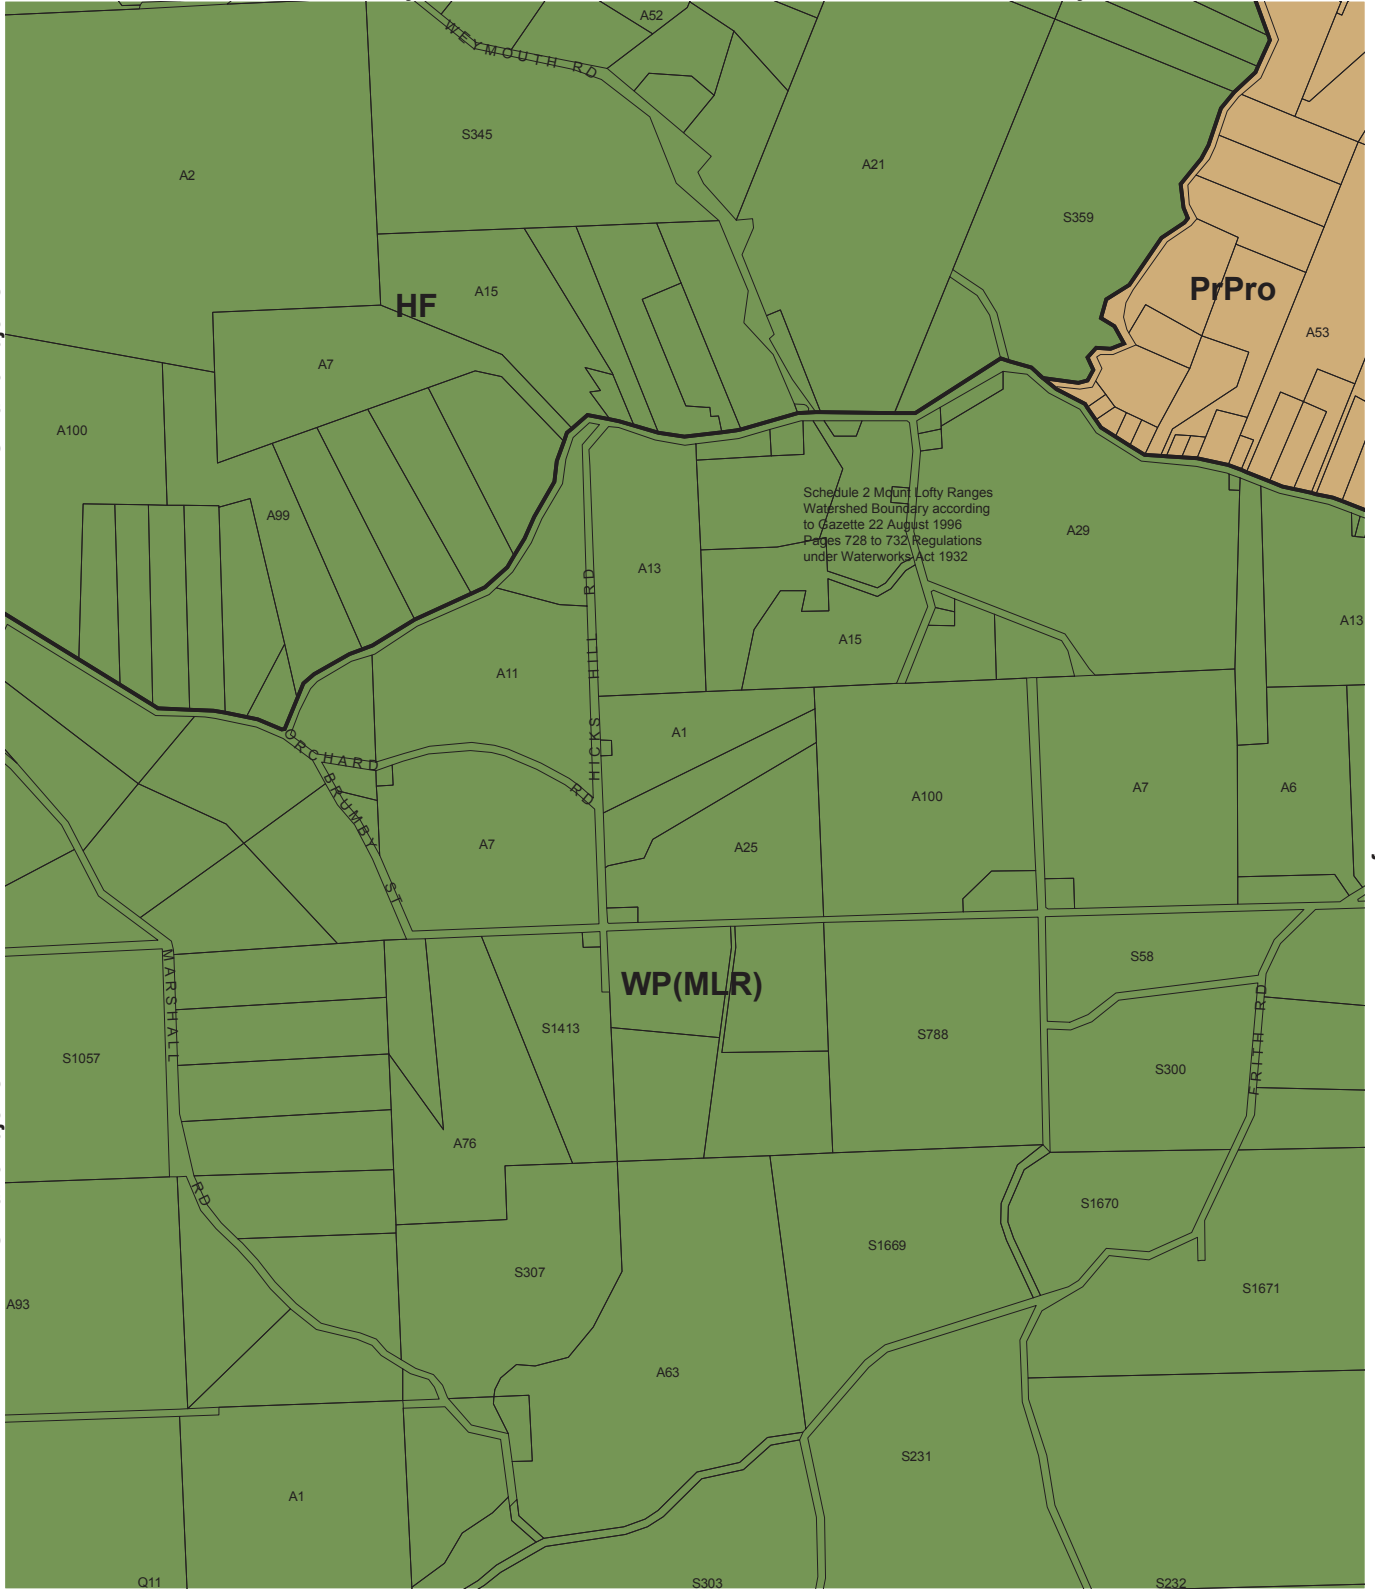 A52
WEYMOUTH RD
S345
A21
A2
S359
HF
A15
PrPro
A53
A7
A100
A99
Schedule 2 Mount Lofty Ranges
Watershed Boundary according
to Gazette 22 August 1996
Pages 728 to 732 Regulations
under Waterworks Act 1932
A29
A13
A13
A15
A11
HICKS HILL RD
A1
ORCHARD RD
BRUMBY ST
A100
A7
A6
A7
A25
S58
WP(MLR)
MARSHALL RD
S1413
S788
S1057
S300
FRITH RD
A76
S1670
S1669
S307
S1671
A93
A63
S231
A1
Q11
S303
S232